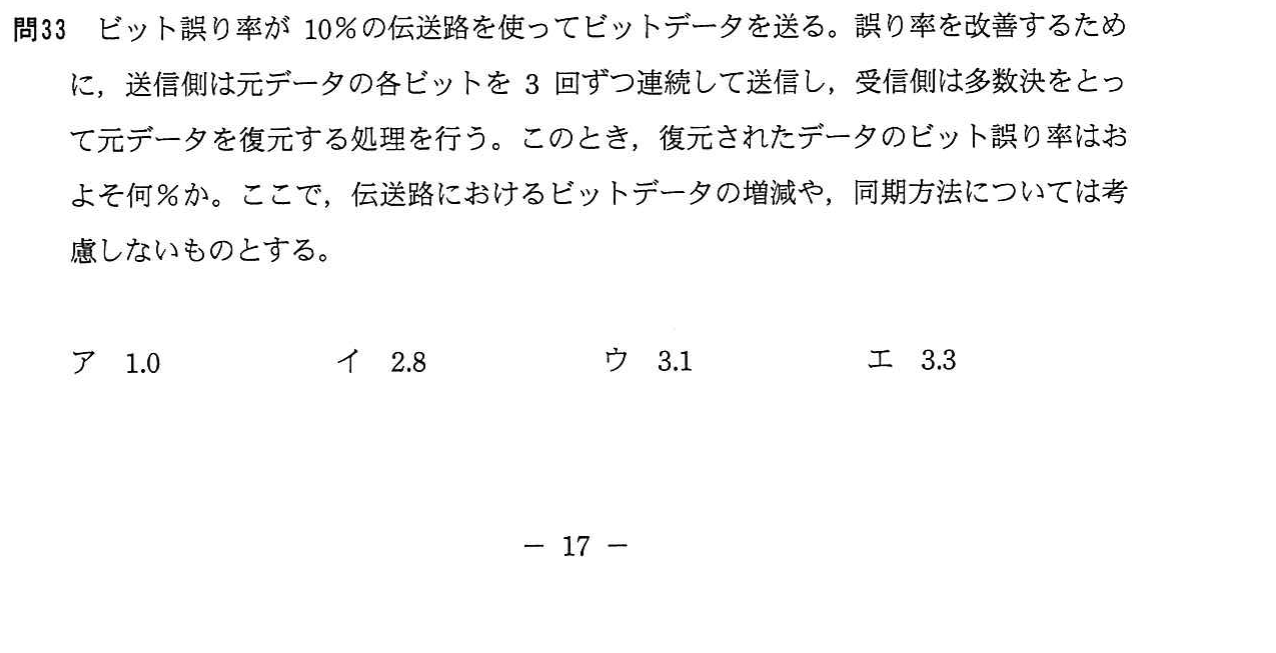 問33 ビット誤り率が 10％の伝送路を使ってビットデータを送る。誤り率を改善するため
に，送信側は元データの各ビットを 3 回ずつ連続して送信し，受信側は多数決をとっ
て元データを復元する処理を行う。このとき，復元されたデータのビット誤り率はお
よそ何％か。ここで，伝送路におけるビットデータの増減や，同期方法については考
慮しないものとする。
ア 1.0 イ 2.8 ウ 3.1 エ 3.3
－ 17 －